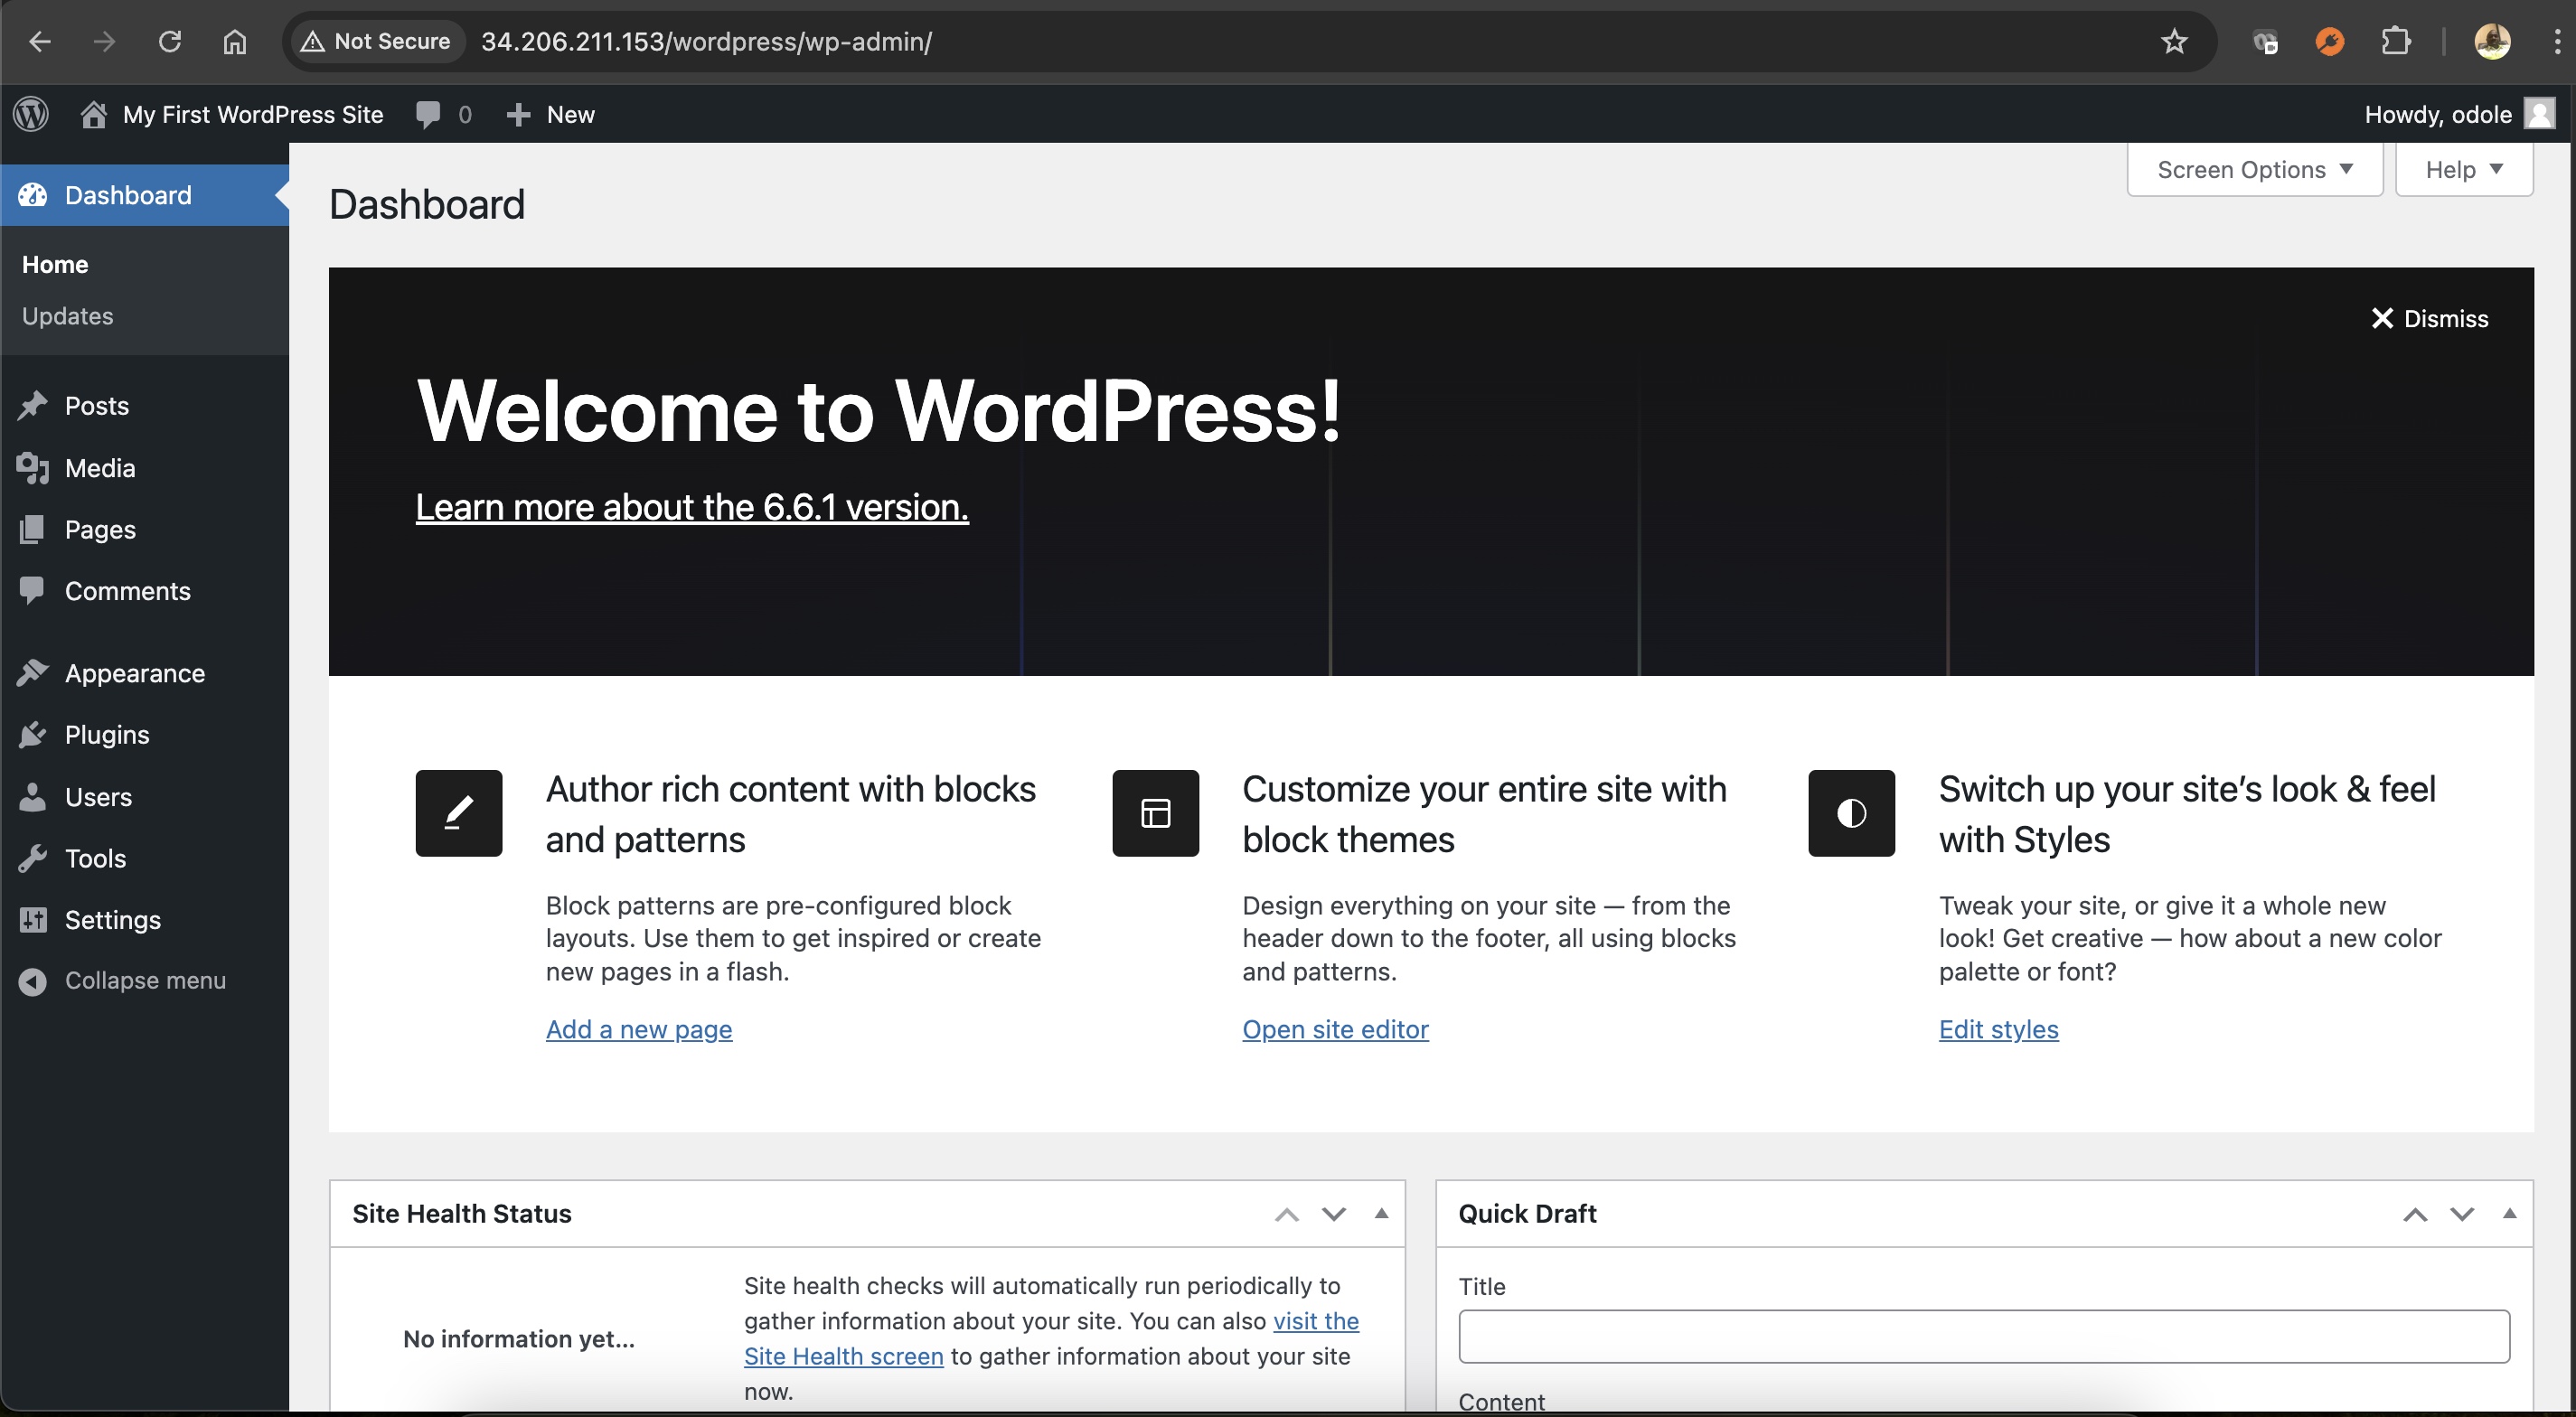 Not Secure 34.206.211.153/wordpress/wp-admin/
My First WordPress Site 0 New Howdy, odole
Screen Options Help
Dashboard
Home
Updates
Posts
Media
Pages
Comments
Appearance
Plugins
Users
Tools
Settings
Collapse menu
Dashboard
Dismiss
Welcome to WordPress!
Learn more about the 6.6.1 version.
Author rich content with blocks
and patterns
Block patterns are pre-configured block
layouts. Use them to get inspired or create
new pages in a flash.
Add a new page
Customize your entire site with
block themes
Design everything on your site — from the
header down to the footer, all using blocks
and patterns.
Open site editor
Switch up your site’s look & feel
with Styles
Tweak your site, or give it a whole new
look! Get creative — how about a new color
palette or font?
Edit styles
Site Health Status
No information yet...
Site health checks will automatically run periodically to
gather information about your site. You can also visit the
Site Health screen to gather information about your site
now.
Quick Draft
Title
Content